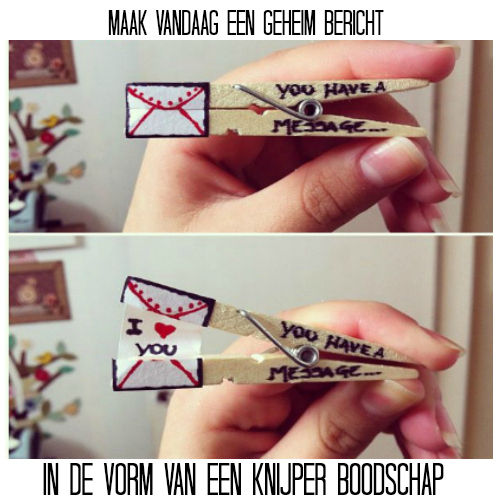 MAAK VANDAAG EEN GEHEIM BERICHT
YOU HAVE A
MESSAGE...
I ❤
YOU
YOU HAVE A
MESSAGE...
IN DE VORM VAN EEN KNIJPER BOODSCHAP